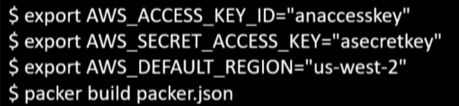 $ export AWS_ACCESS_KEY_ID="anaccesskey"
$ export AWS_SECRET_ACCESS_KEY="asecretkey"
$ export AWS_DEFAULT_REGION="us-west-2"
$ packer build packer.json